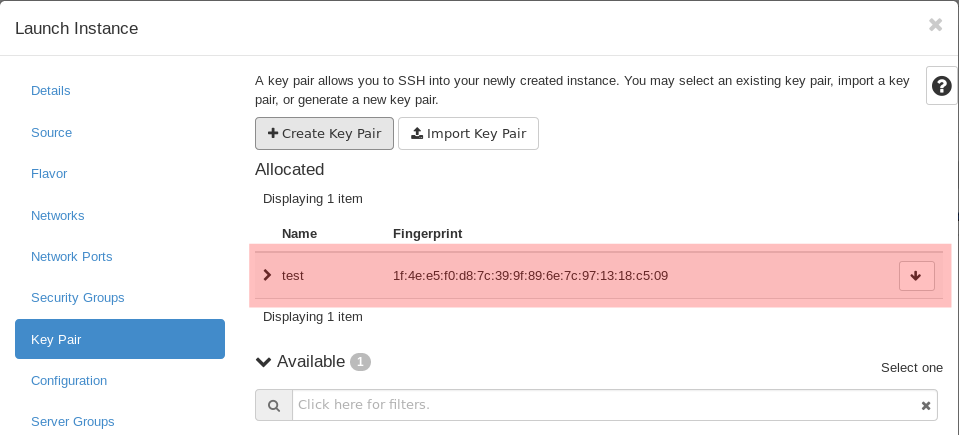 Launch Instance
Details
Source
Flavor
Networks
Network Ports
Security Groups
Key Pair
Configuration
Server Groups
A key pair allows you to SSH into your newly created instance. You may select an existing key pair, import a key
pair, or generate a new key pair.
Create Key Pair Import Key Pair
Allocated
Displaying 1 item
Name Fingerprint
test 1f:4e:e5:f0:d8:7c:39:9f:89:6e:7c:97:13:18:c5:09
Displaying 1 item
Available 1
Select one
Click here for filters.